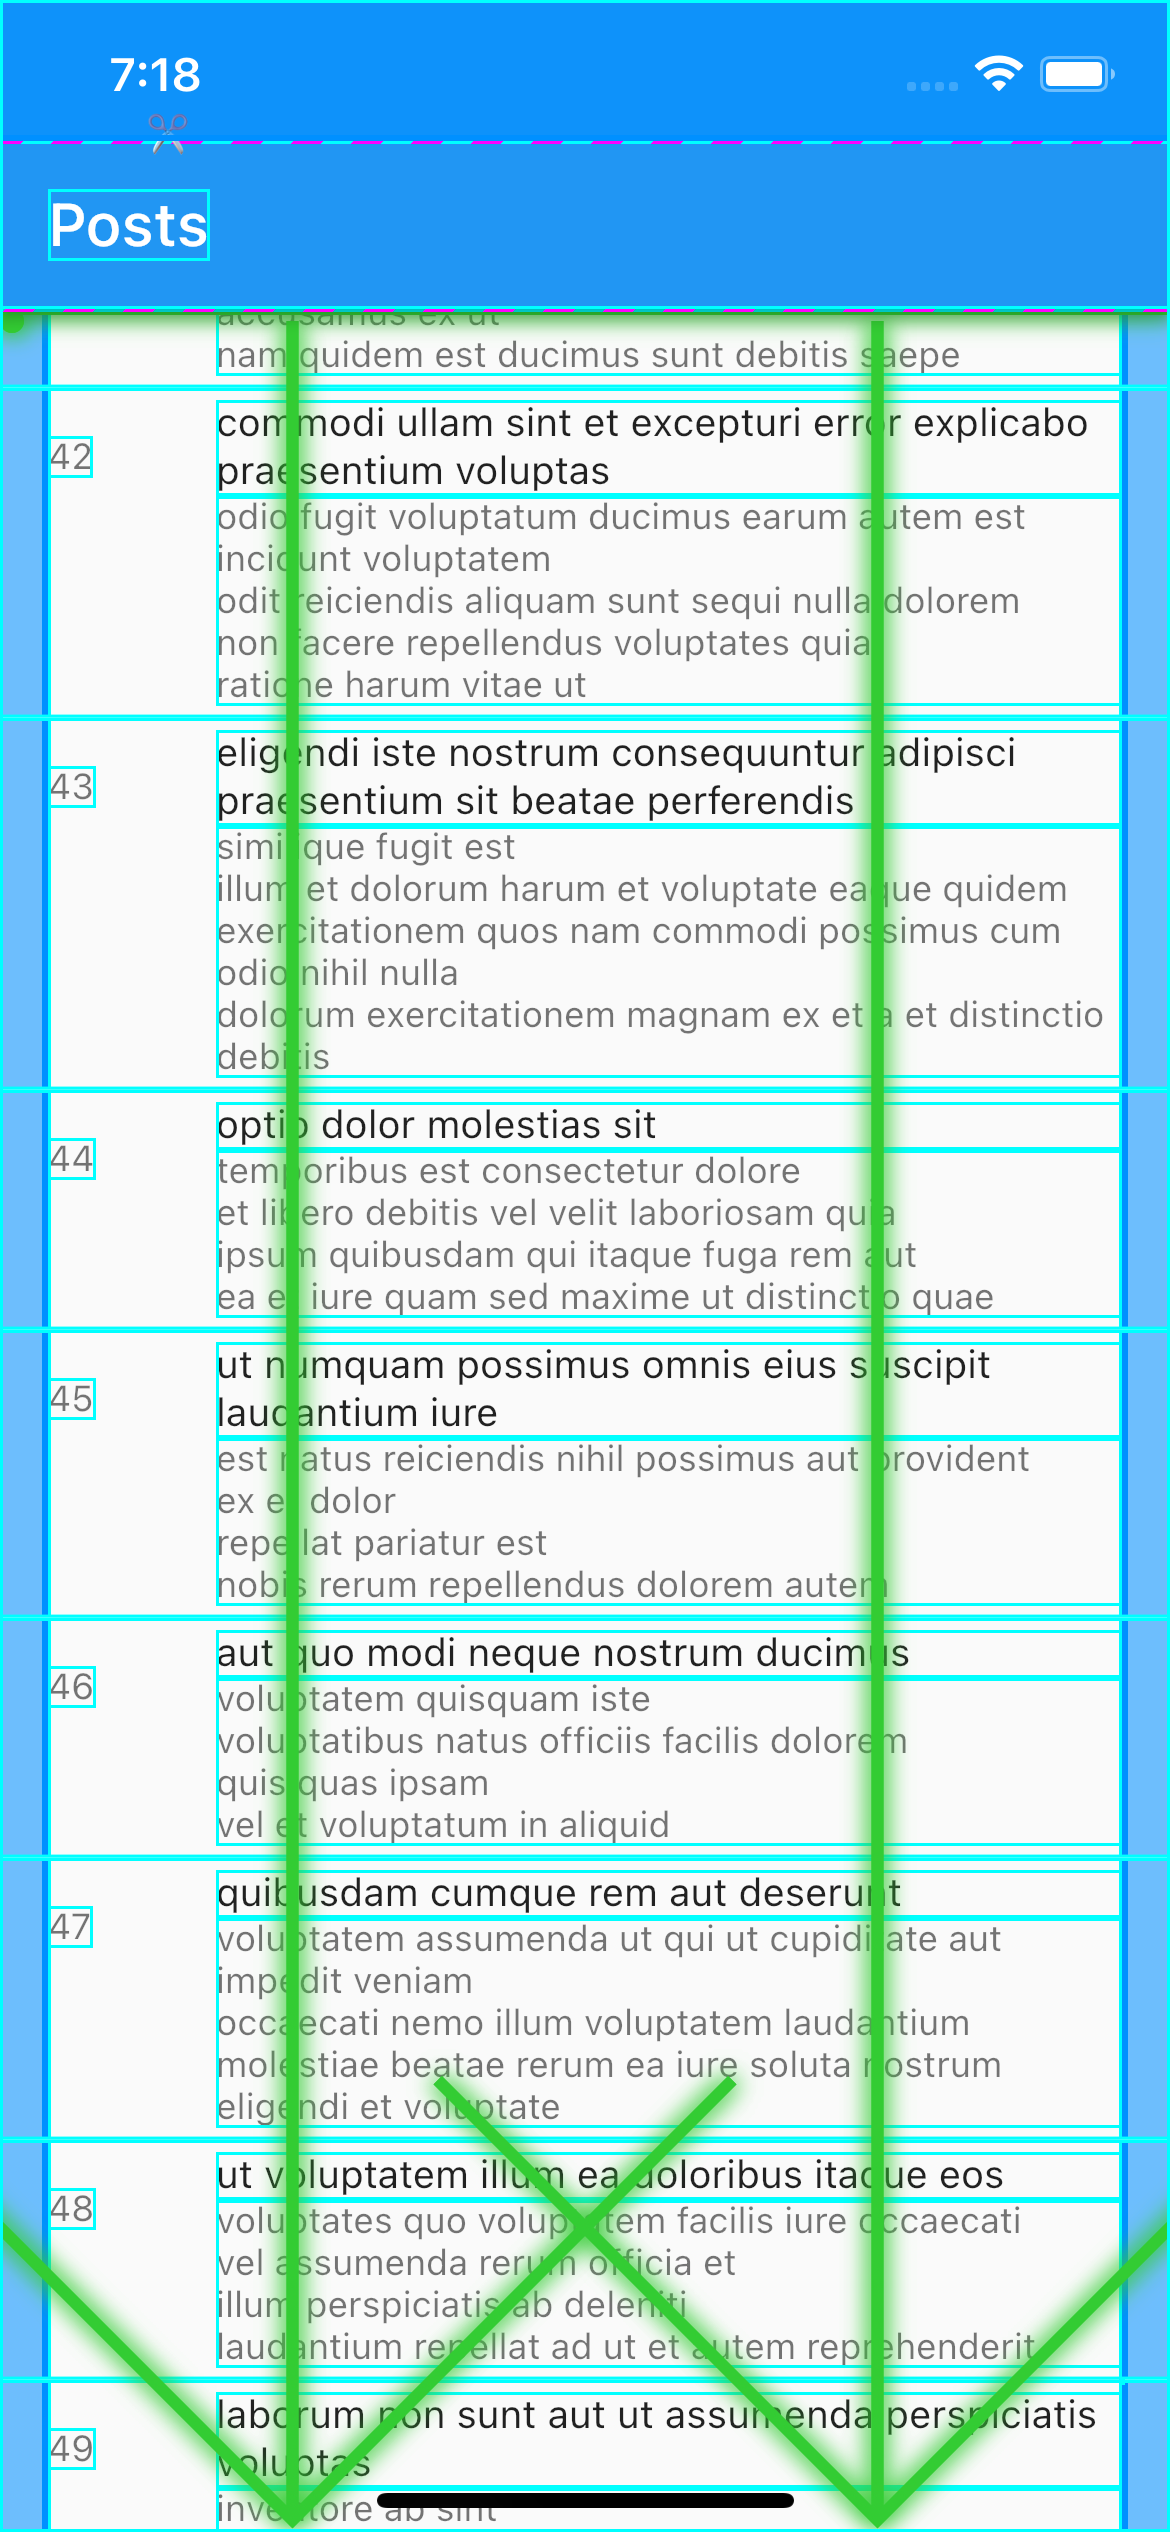 7:18
Posts
accusamus ex ut
nam quidem est ducimus sunt debitis saepe
42
commodi ullam sint et excepturi error explicabo
praesentium voluptas
odio fugit voluptatum ducimus earum autem est
incidunt voluptatem
odit reiciendis aliquam sunt sequi nulla dolorem
non facere repellendus voluptates quia
ratione harum vitae ut
43
eligendi iste nostrum consequuntur adipisci
praesentium sit beatae perferendis
similique fugit est
illum et dolorum harum et voluptate eaque quidem
exercitationem quos nam commodi possimus cum
odio nihil nulla
dolorum exercitationem magnam ex et a et distinctio
debitis
44
optio dolor molestias sit
temporibus est consectetur dolore
et libero debitis vel velit laboriosam quia
ipsum quibusdam qui itaque fuga rem aut
ea et iure quam sed maxime ut distinctio quae
45
ut numquam possimus omnis eius suscipit
laudantium iure
est natus reiciendis nihil possimus aut provident
ex et dolor
repellat pariatur est
nobis rerum repellendus dolorem autem
46
aut quo modi neque nostrum ducimus
voluptatem quisquam iste
voluptatibus natus officiis facilis dolorem
quis quas ipsam
vel et voluptatum in aliquid
47
quibusdam cumque rem aut deserunt
voluptatem assumenda ut qui ut cupiditate aut
impedit veniam
occaecati nemo illum voluptatem laudantium
molestiae beatae rerum ea iure soluta nostrum
eligendi et voluptate
48
ut voluptatem illum ea doloribus itaque eos
voluptates quo voluptatem facilis iure occaecati
vel assumenda rerum officia et
illum perspiciatis ab deleniti
laudantium repellat ad ut et autem reprehenderit
49
laborum non sunt aut ut assumenda perspiciatis
voluptas
inventore ab sint